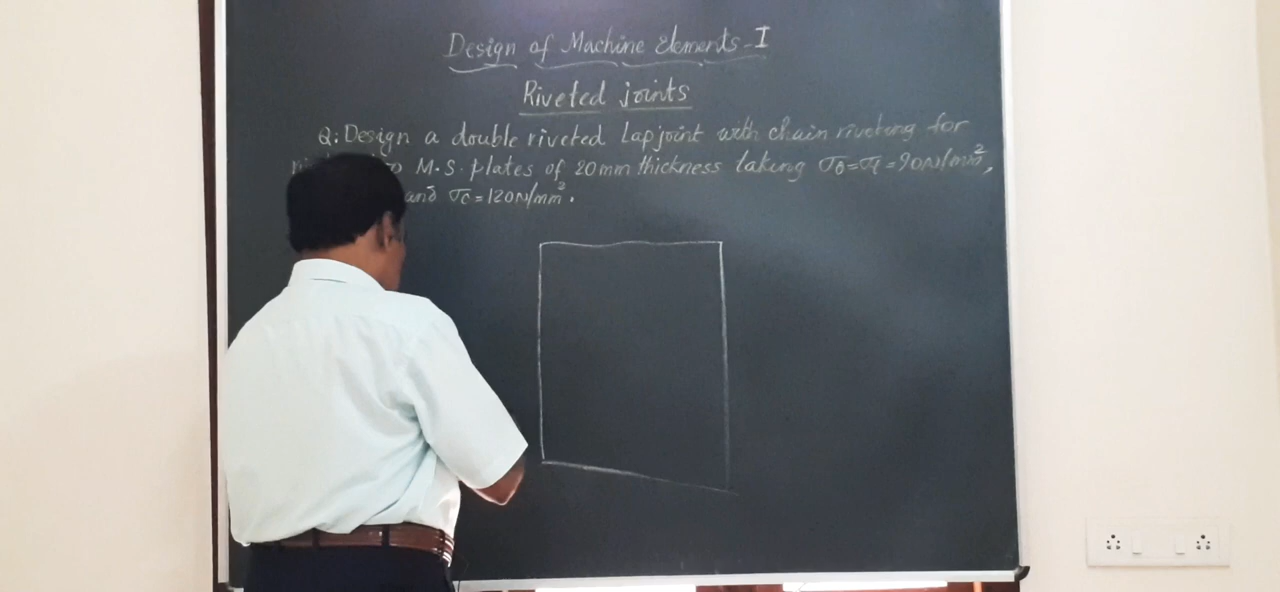 Design of Machine Elements-I
Riveted joints
Q: Design a double riveted Lap joint with chain riveting for
M.S. plates of 20mm thickness taking σθ=σt=90N/mm²,
and σc=120N/mm².